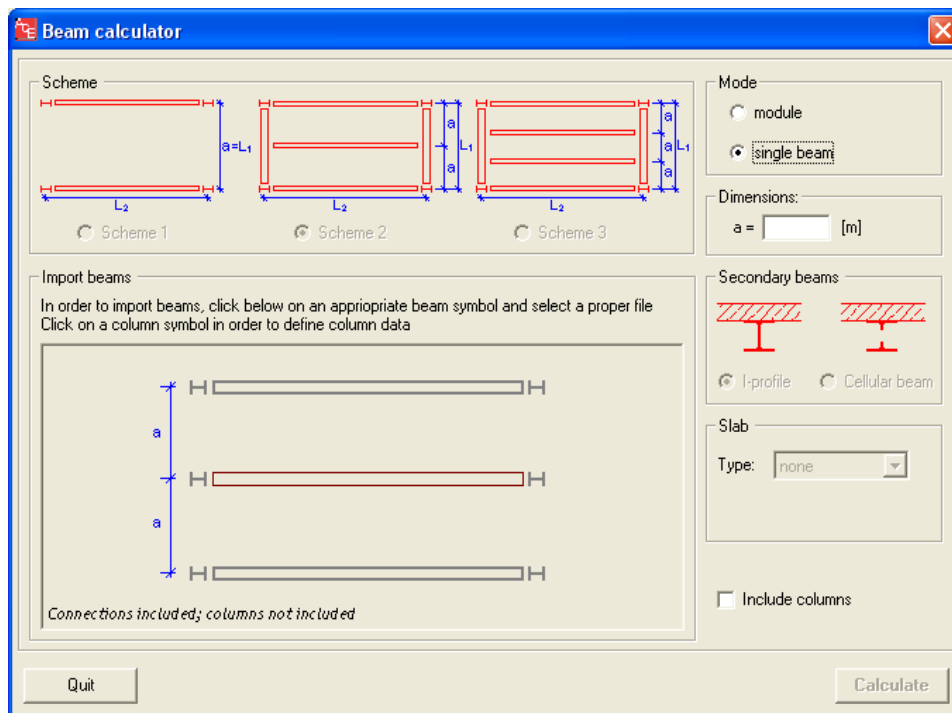 ACE Beam calculator
Scheme
a=L₁
L₂
Scheme 1
a
a
L₁
L₂
Scheme 2
a
a
a
L₁
L₂
Scheme 3
Mode
module
single beam
Dimensions:
a = [m]
Import beams
In order to import beams, click below on an appriopriate beam symbol and select a proper file
Click on a column symbol in order to define column data
a
a
Connections included; columns not included
Secondary beams
I-profile
Cellular beam
Slab
Type: none
Include columns
Quit
Calculate